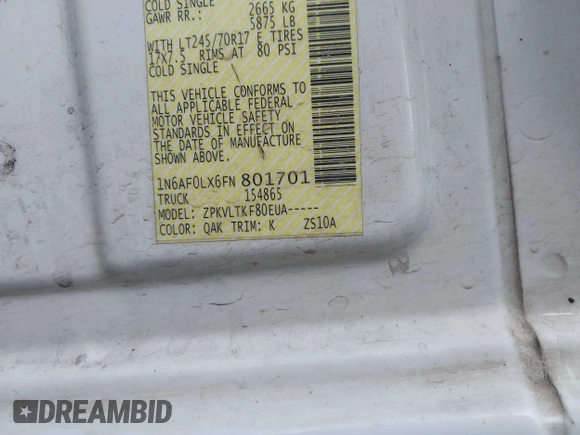 COLD SINGLE
GAWR RR.: 2665 KG
5875 LB
WITH LT245/70R17 E TIRES
17X7.5 RIMS AT 80 PSI
COLD SINGLE
THIS VEHICLE CONFORMS TO
ALL APPLICABLE FEDERAL
MOTOR VEHICLE SAFETY
STANDARDS IN EFFECT ON
THE DATE OF MANUFACTURE
SHOWN ABOVE.
1N6AF0LX6FN 801701
TRUCK 154865
MODEL: ZPKVLTKF80EUA-----
COLOR: QAK TRIM: K ZS10A
DREAMBID